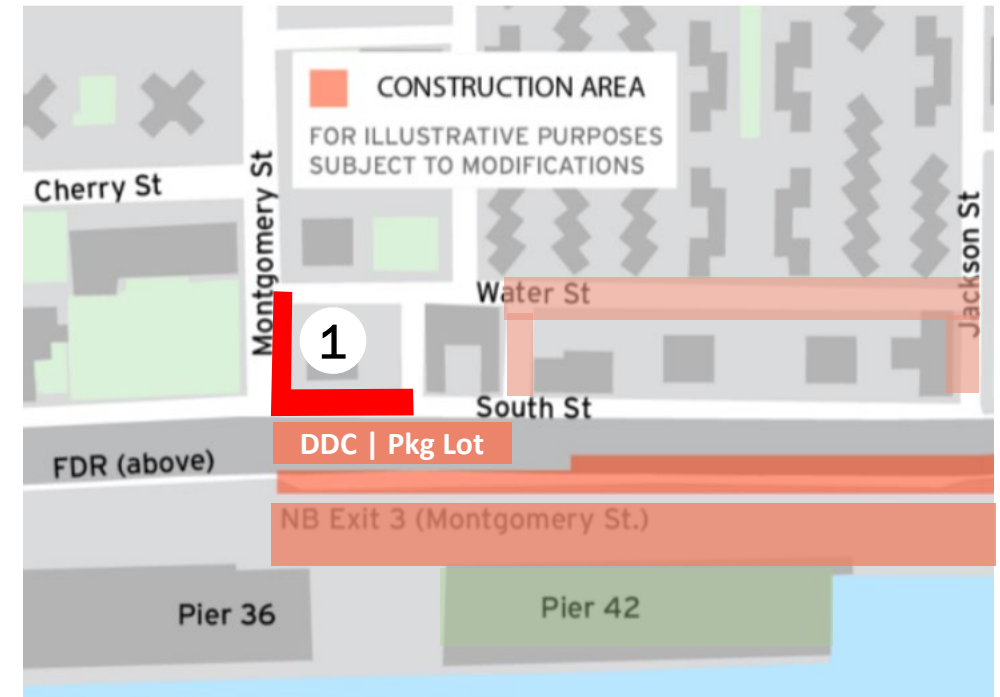 CONSTRUCTION AREA
FOR ILLUSTRATIVE PURPOSES
SUBJECT TO MODIFICATIONS
Cherry St
Montgomery St
Jackson St
Water St
1
South St
DDC | Pkg Lot
FDR (above)
NB Exit 3 (Montgomery St.)
Pier 36
Pier 42